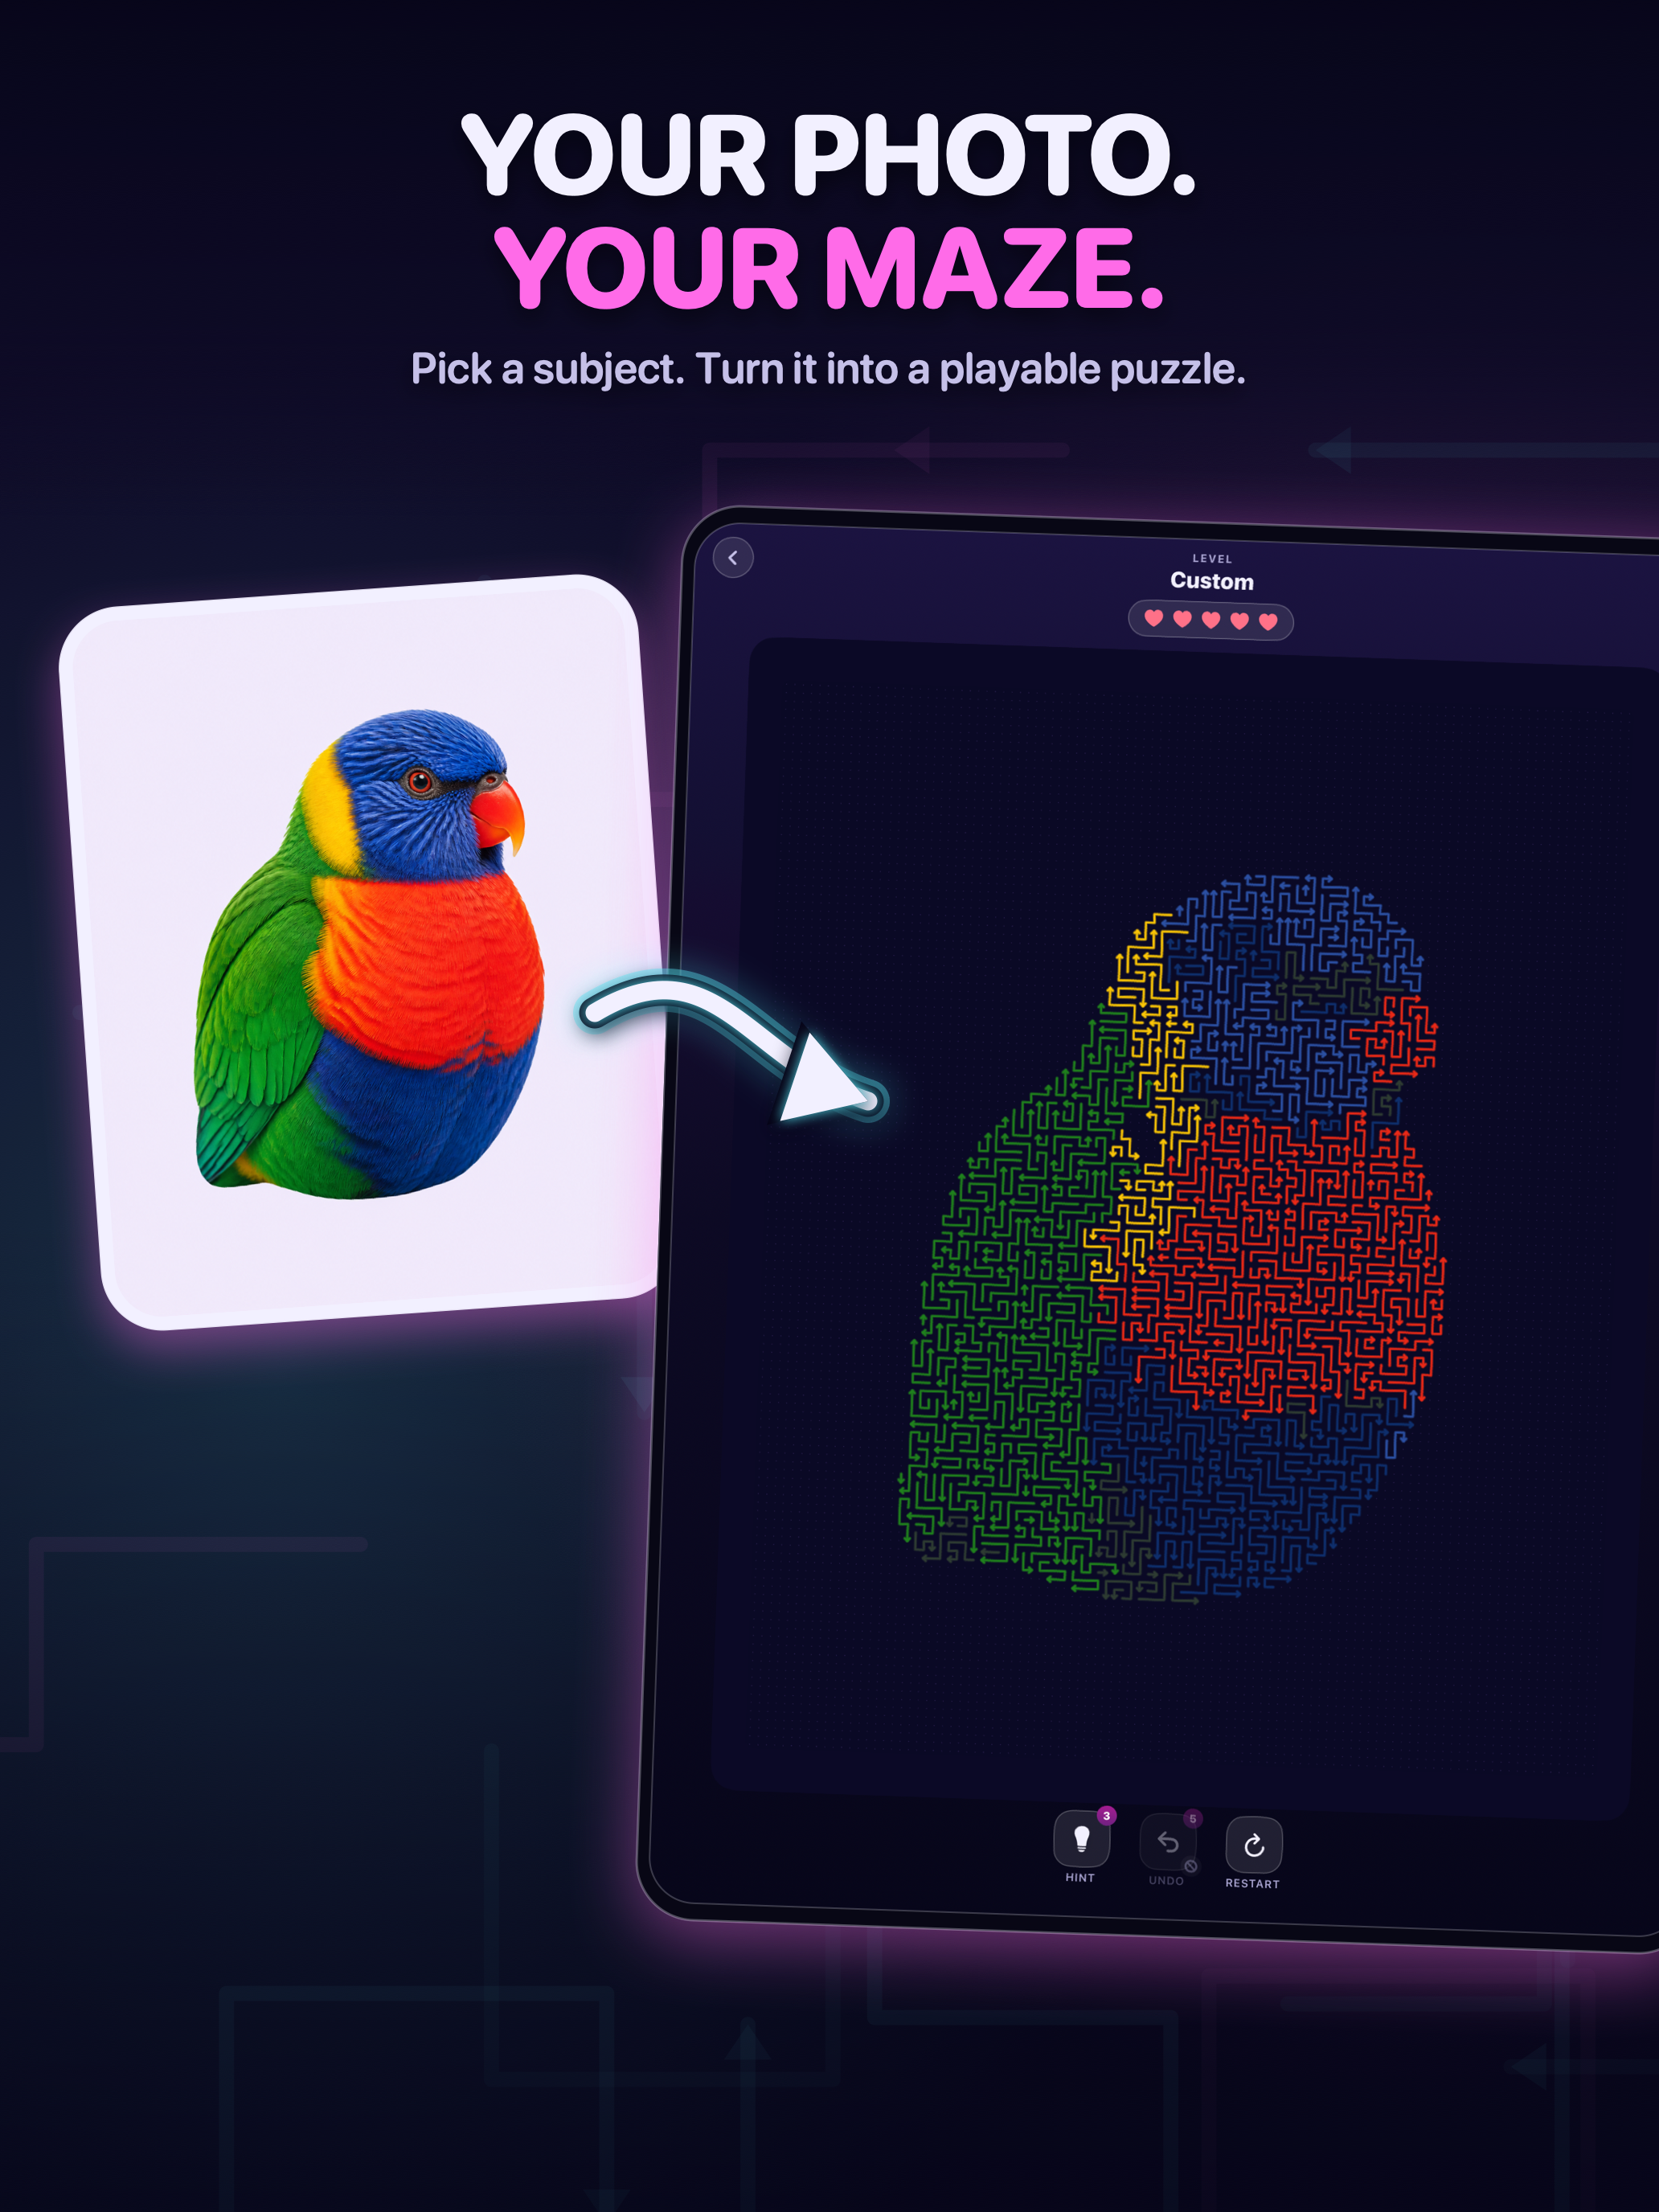 YOUR PHOTO.
YOUR MAZE.
Pick a subject. Turn it into a playable puzzle.
LEVEL
Custom
3
5
HINT
UNDO
RESTART